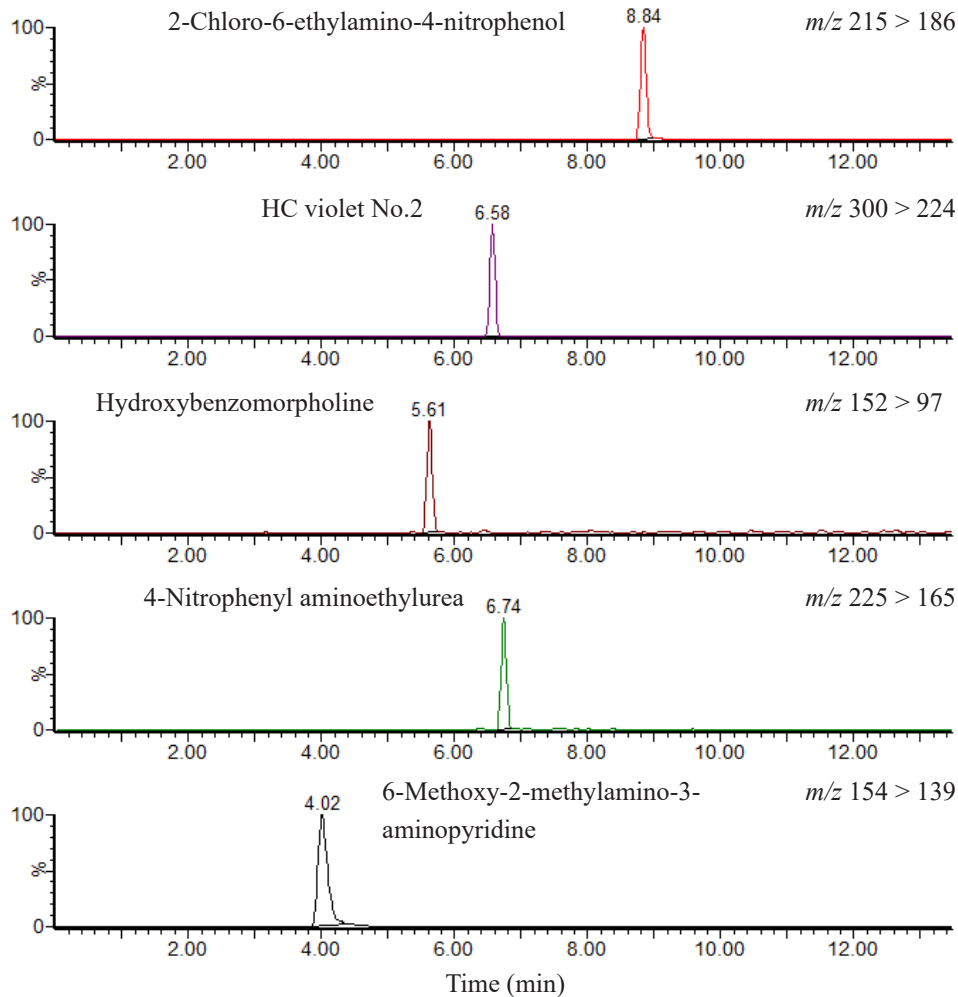 2-Chloro-6-ethylamino-4-nitrophenol 8.84 m/z 215 > 186
100
%
0
2.00 4.00 6.00 8.00 10.00 12.00
HC violet No.2 6.58 m/z 300 > 224
100
%
0
2.00 4.00 6.00 8.00 10.00 12.00
Hydroxybenzomorpholine 5.61 m/z 152 > 97
100
%
0
2.00 4.00 6.00 8.00 10.00 12.00
4-Nitrophenyl aminoethylurea 6.74 m/z 225 > 165
100
%
0
2.00 4.00 6.00 8.00 10.00 12.00
4.02 6-Methoxy-2-methylamino-3- m/z 154 > 139
aminopyridine
100
%
0
2.00 4.00 6.00 8.00 10.00 12.00
Time (min)